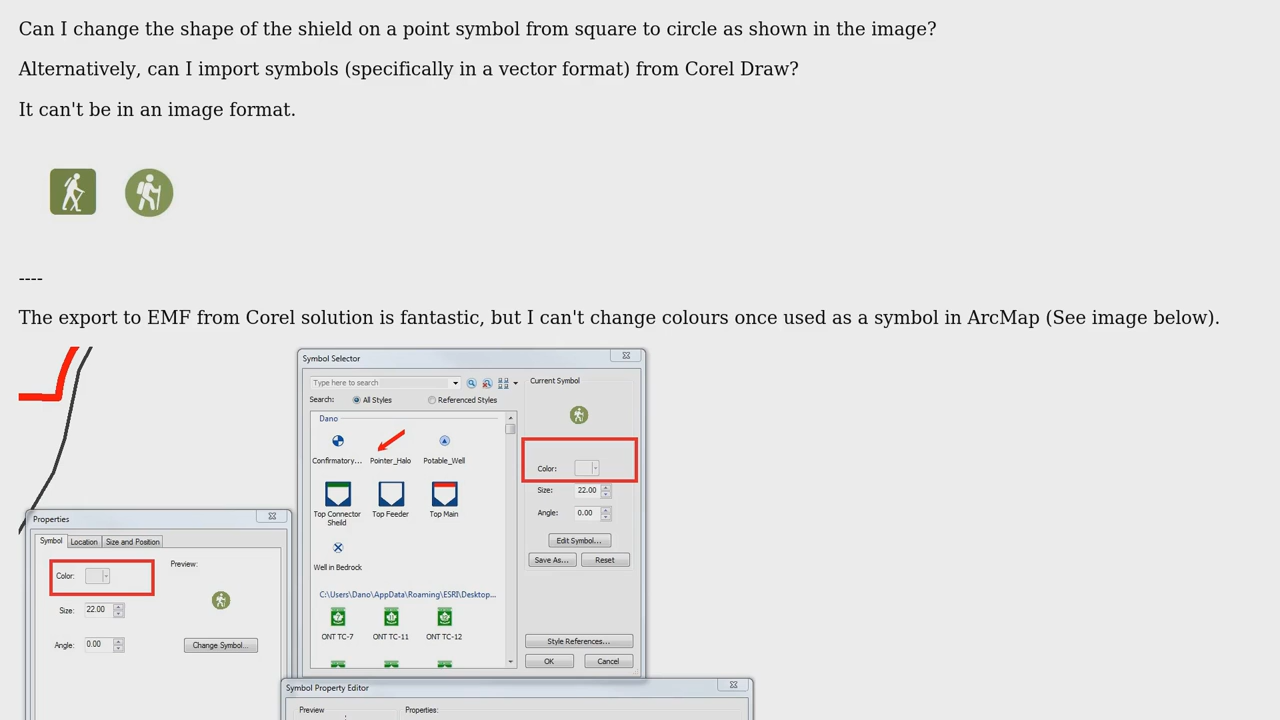 Can I change the shape of the shield on a point symbol from square to circle as shown in the image?
Alternatively, can I import symbols (specifically in a vector format) from Corel Draw?
It can't be in an image format.
----
The export to EMF from Corel solution is fantastic, but I can't change colours once used as a symbol in ArcMap (See image below).
Symbol Selector
Type here to search
Search: All Styles Referenced Styles
Dano
Confirmatory... Pointer_Halo Potable_Well
Top Connector Sheild Top Feeder Top Main
Well in Bedrock
C:\Users\Dano\AppData\Roaming\ESRI\Desktop...
ONT TC-7 ONT TC-11 ONT TC-12
Current Symbol
Color:
Size: 22.00
Angle: 0.00
Edit Symbol...
Save As... Reset
Style References...
OK Cancel
Properties
Symbol Location Size and Position
Color:
Preview:
Size: 22.00
Angle: 0.00
Change Symbol...
Symbol Property Editor
Preview Properties: